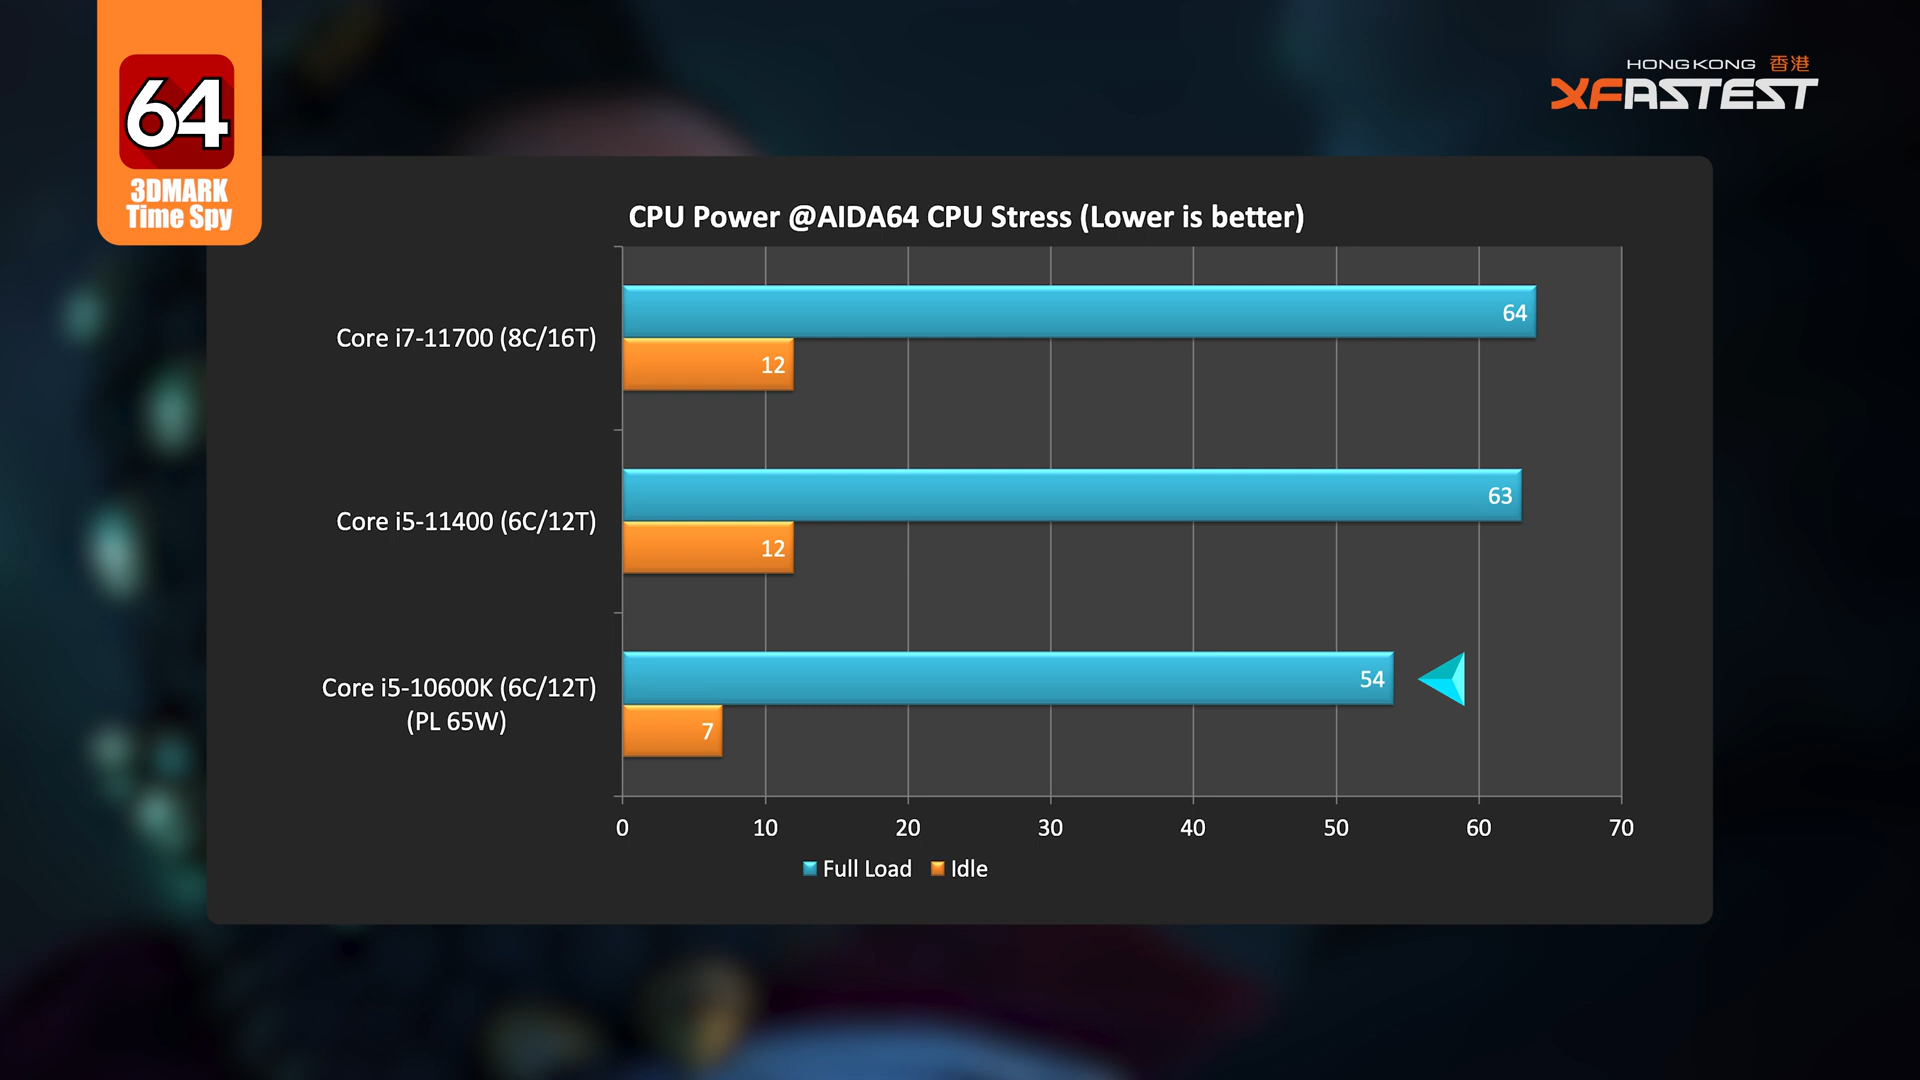 64
3DMARK
Time Spy
HONG KONG 香港
XFASTEST
CPU Power @AIDA64 CPU Stress (Lower is better)
Core i7-11700 (8C/16T)
64
12
Core i5-11400 (6C/12T)
63
12
Core i5-10600K (6C/12T)
(PL 65W)
54
7
0 10 20 30 40 50 60 70
Full Load Idle